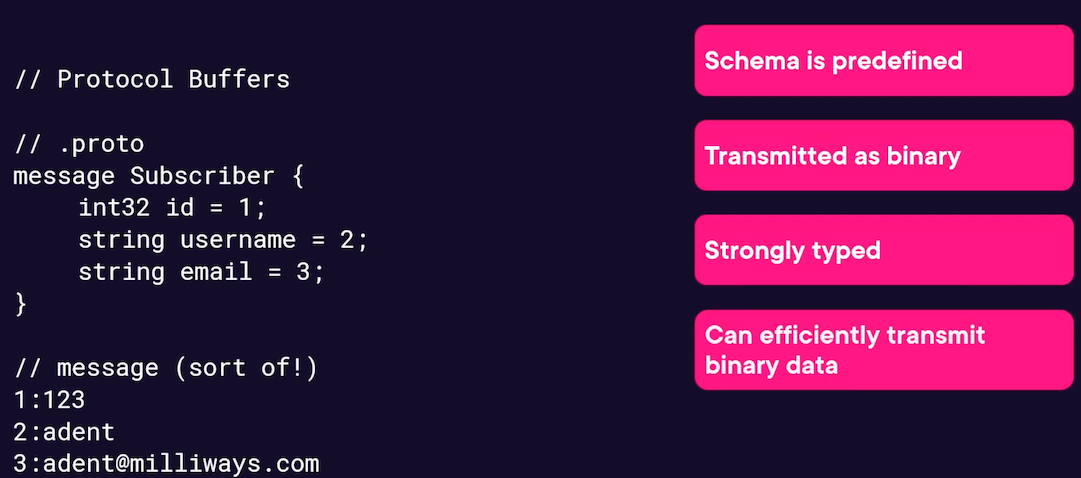 // Protocol Buffers
// .proto
message Subscriber {
int32 id = 1;
string username = 2;
string email = 3;
}
// message (sort of!)
1:123
2:adent
3:adent@milliways.com
Schema is predefined
Transmitted as binary
Strongly typed
Can efficiently transmit
binary data